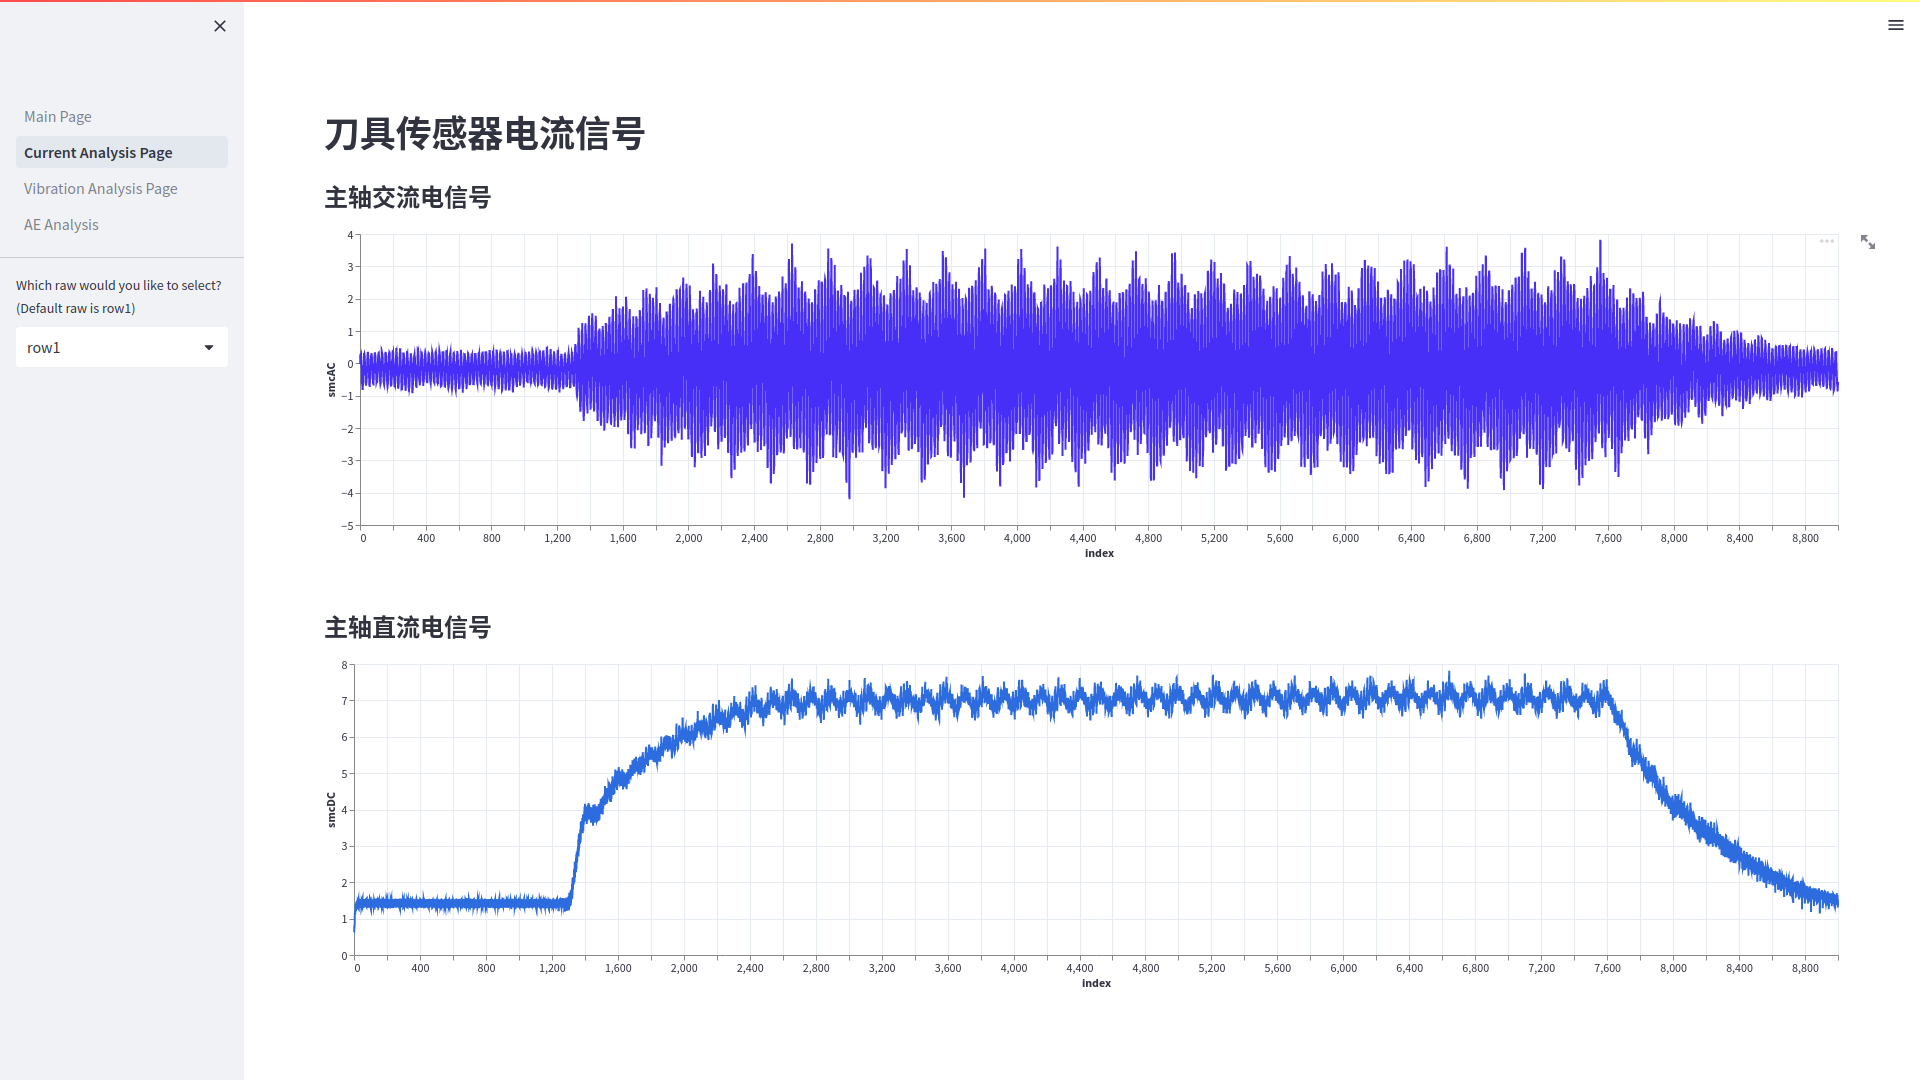 Main Page
Current Analysis Page
Vibration Analysis Page
AE Analysis
Which raw would you like to select?
(Default raw is row1)
row1
刀具传感器电流信号
主轴交流电信号
4
3
2
1
0
−1
−2
−3
−4
−5
smcAC
0 400 800 1,200 1,600 2,000 2,400 2,800 3,200 3,600 4,000 4,400 4,800 5,200 5,600 6,000 6,400 6,800 7,200 7,600 8,000 8,400 8,800
index
主轴直流电信号
8
7
6
5
4
3
2
1
0
smcDC
0 400 800 1,200 1,600 2,000 2,400 2,800 3,200 3,600 4,000 4,400 4,800 5,200 5,600 6,000 6,400 6,800 7,200 7,600 8,000 8,400 8,800
index